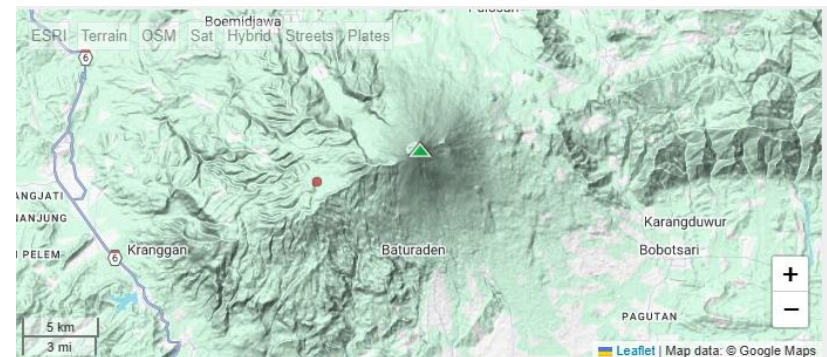 Boemidjawa
ESRI Terrain OSM Sat Hybrid Streets Plates
6
ANGJATI
NANJUNG
Karangduwur
PELEM
Kranggan
Baturaden
Bobotsari
6
+
−
PAGUTAN
5 km
3 mi
Leaflet | Map data: © Google Maps